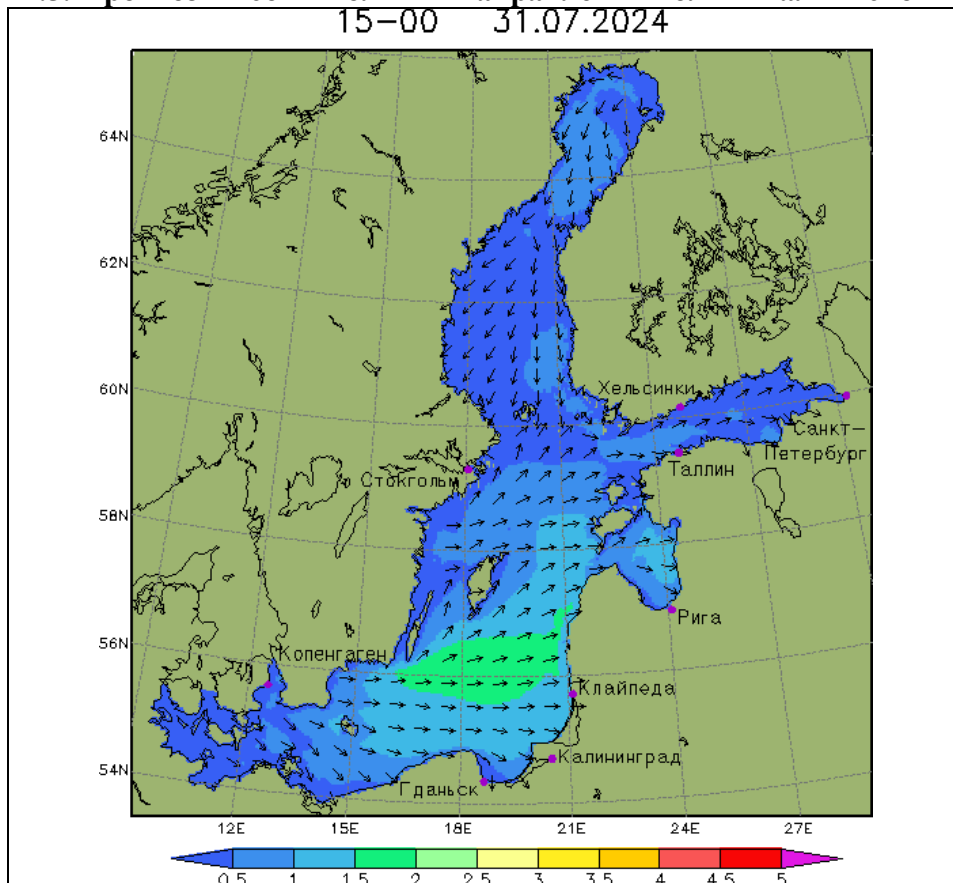 15-00 31.07.2024
64N
62N
60N
58N
56N
54N
Хельсинки
Санкт-
Петербург
Таллин
Стокгольм
Рига
Копенгаген
Клайпеда
Калининград
Гданьск
12E 15E 18E 21E 24E 27E
0.5 1 1.5 2 2.5 3 3.5 4 4.5 5